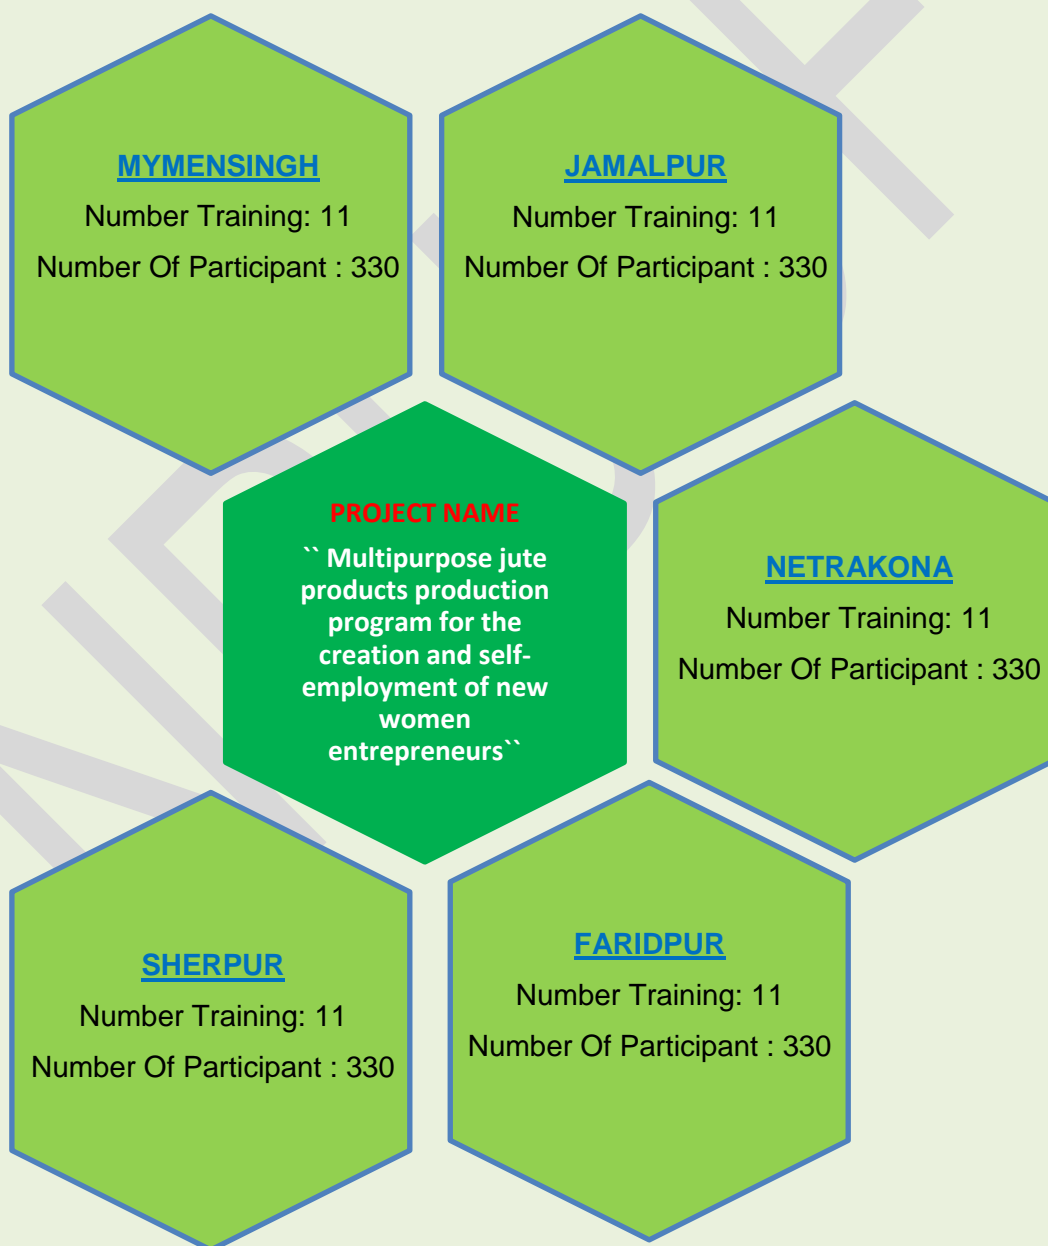 MYMENSINGH
Number Training: 11
Number Of Participant : 330
JAMALPUR
Number Training: 11
Number Of Participant : 330
PROJECT NAME
`` Multipurpose jute
products production
program for the
creation and self-
employment of new
women
entrepreneurs``
NETRAKONA
Number Training: 11
Number Of Participant : 330
SHERPUR
Number Training: 11
Number Of Participant : 330
FARIDPUR
Number Training: 11
Number Of Participant : 330